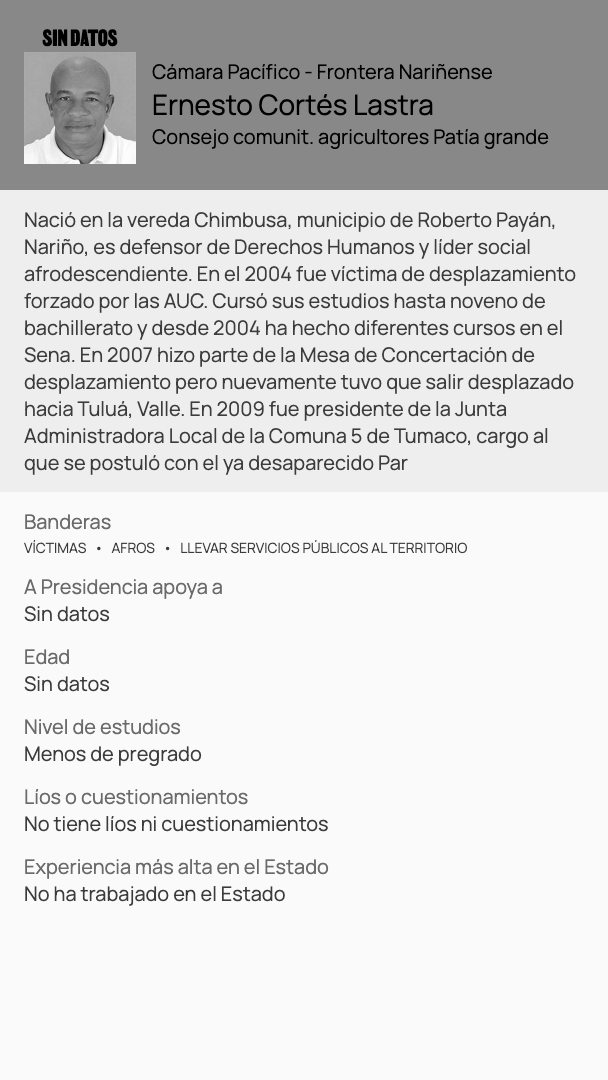 SIN DATOS
Cámara Pacífico - Frontera Nariñense
Ernesto Cortés Lastra
Consejo comunit. agricultores Patía grande
Nació en la vereda Chimbusa, municipio de Roberto Payán,
Nariño, es defensor de Derechos Humanos y líder social
afrodescendiente. En el 2004 fue víctima de desplazamiento
forzado por las AUC. Cursó sus estudios hasta noveno de
bachillerato y desde 2004 ha hecho diferentes cursos en el
Sena. En 2007 hizo parte de la Mesa de Concertación de
desplazamiento pero nuevamente tuvo que salir desplazado
hacia Tuluá, Valle. En 2009 fue presidente de la Junta
Administradora Local de la Comuna 5 de Tumaco, cargo al
que se postuló con el ya desaparecido Par
Banderas
VÍCTIMAS • AFROS • LLEVAR SERVICIOS PÚBLICOS AL TERRITORIO
A Presidencia apoya a
Sin datos
Edad
Sin datos
Nivel de estudios
Menos de pregrado
Líos o cuestionamientos
No tiene líos ni cuestionamientos
Experiencia más alta en el Estado
No ha trabajado en el Estado